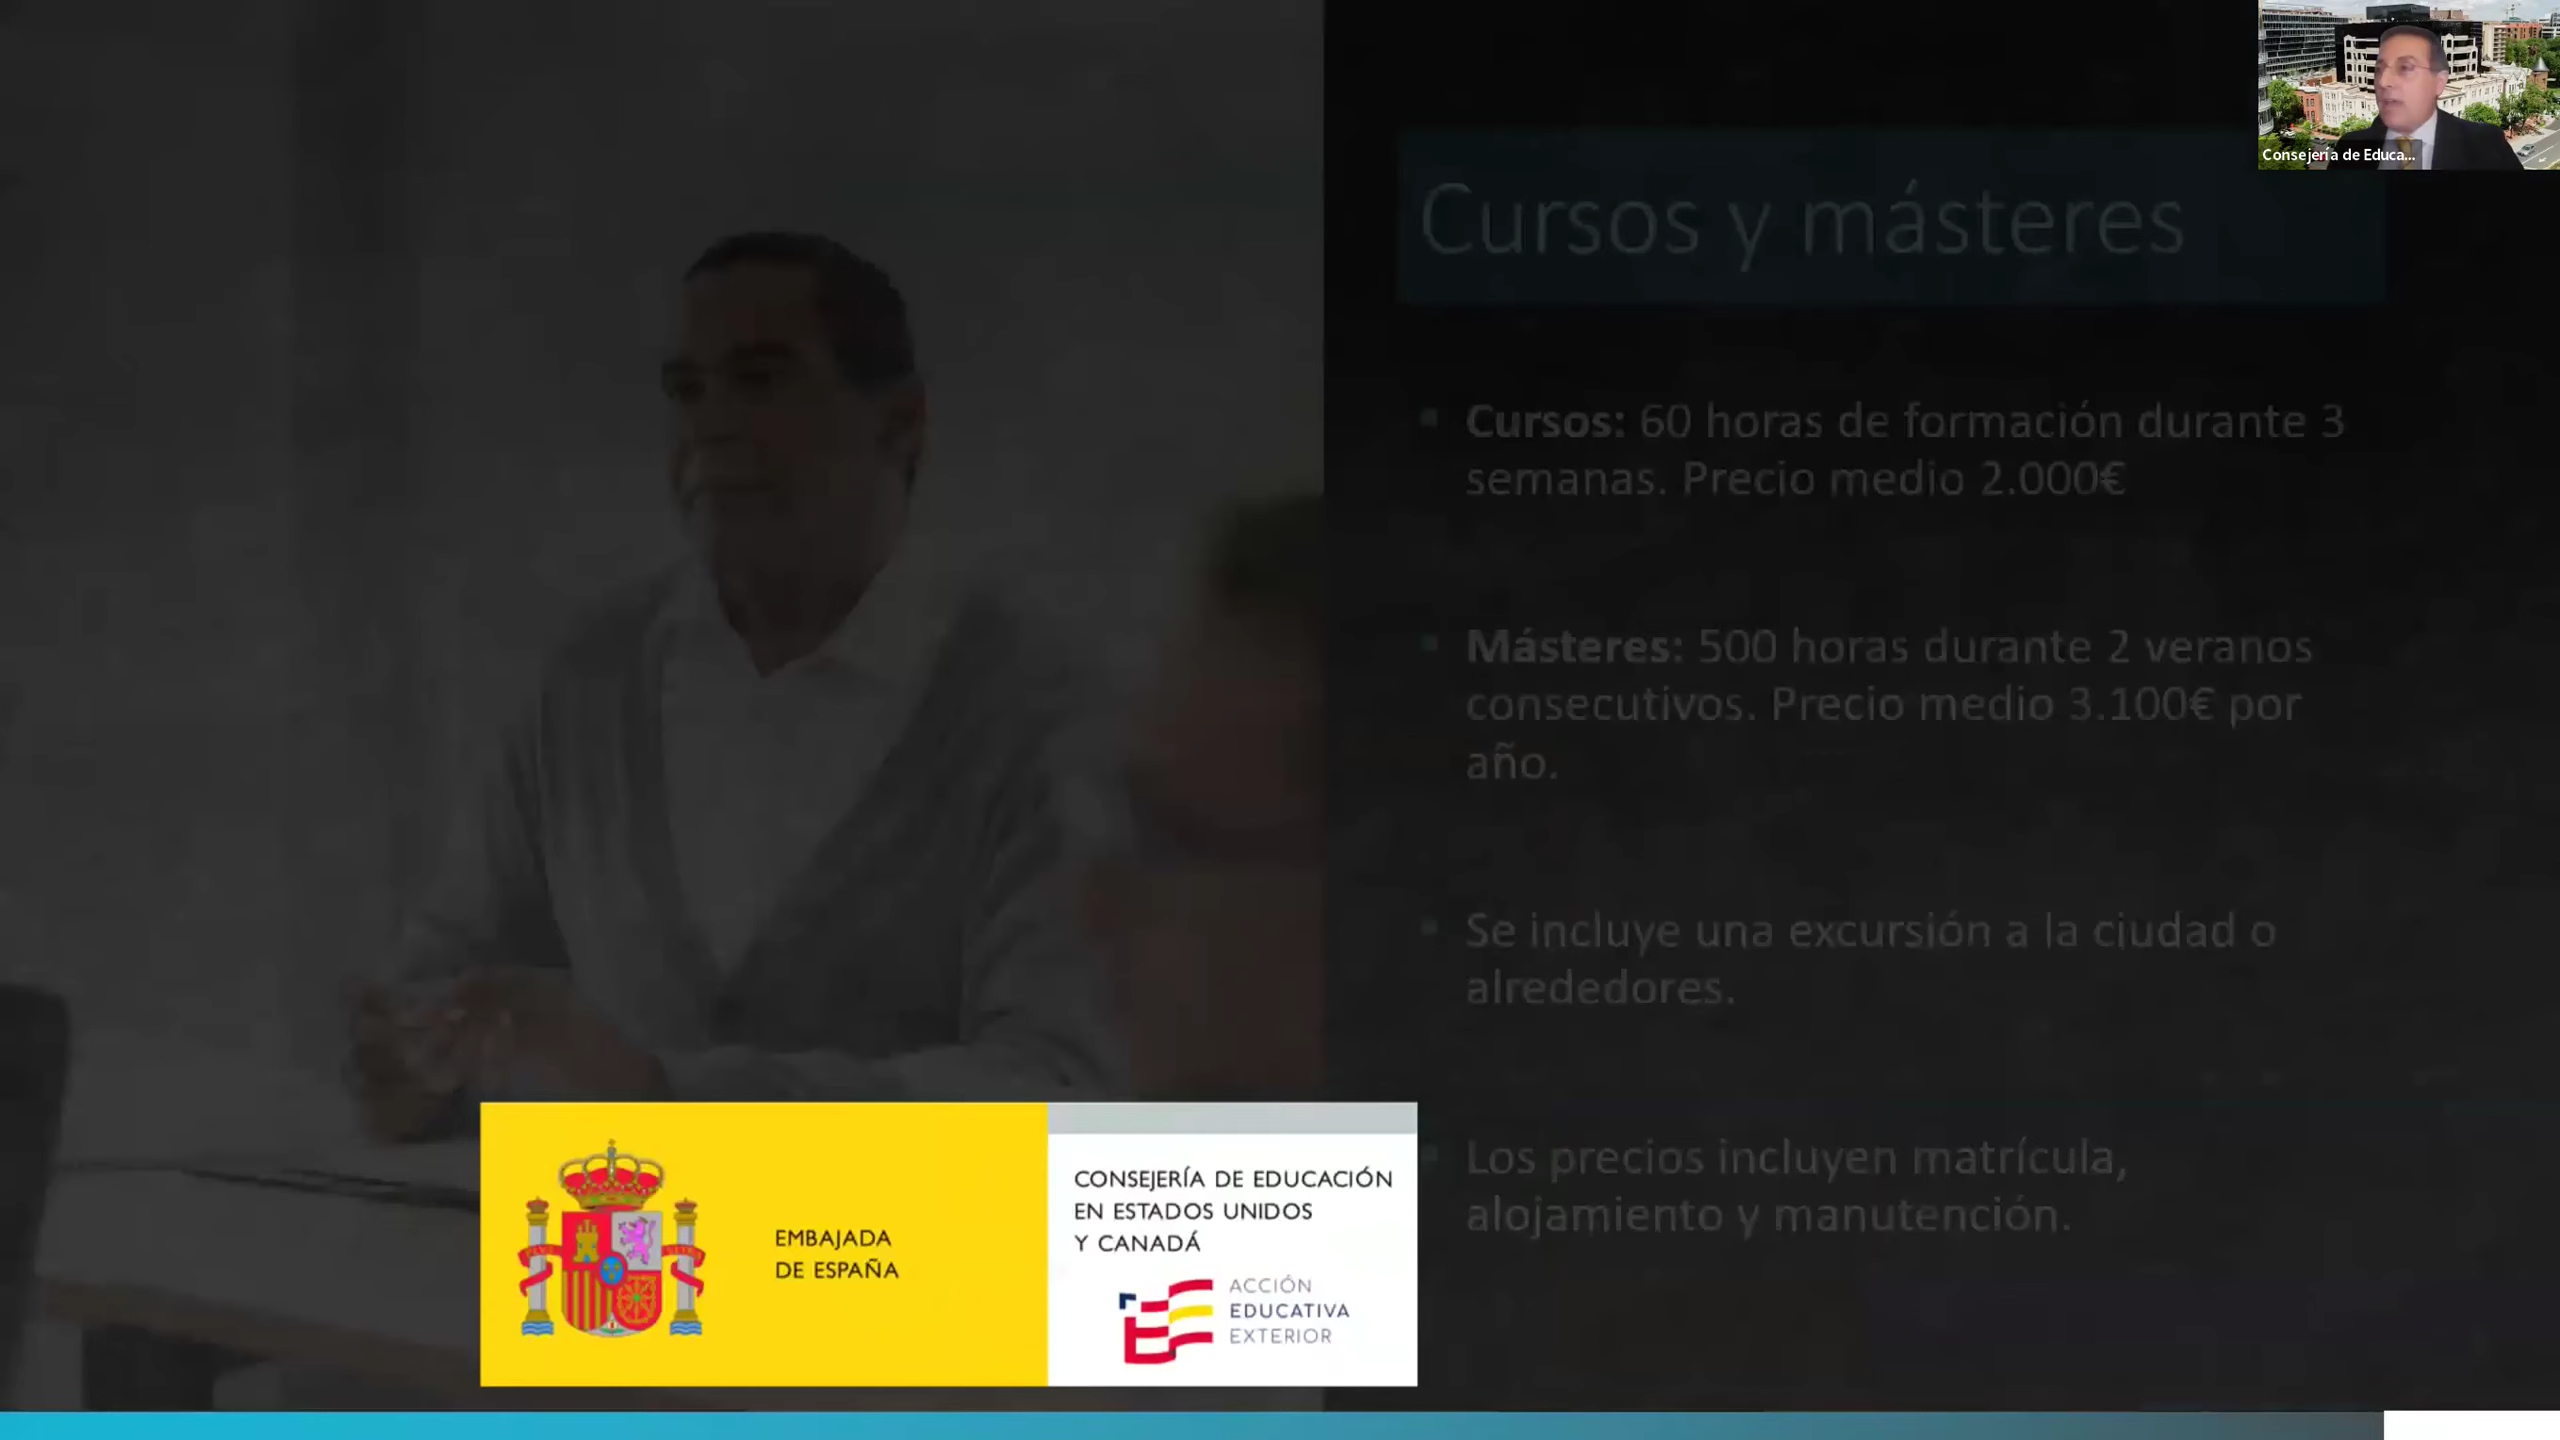 Consejería de Educa...
Cursos y másteres
Cursos: 60 horas de formación durante 3
semanas. Precio medio 2.000€
Másteres: 500 horas durante 2 veranos
consecutivos. Precio medio 3.100€ por
año.
Se incluye una excursión a la ciudad o
alrededores.
Los precios incluyen matrícula,
alojamiento y manutención.
EMBAJADA
DE ESPAÑA
CONSEJERÍA DE EDUCACIÓN
EN ESTADOS UNIDOS
Y CANADÁ
ACCIÓN
EDUCATIVA
EXTERIOR